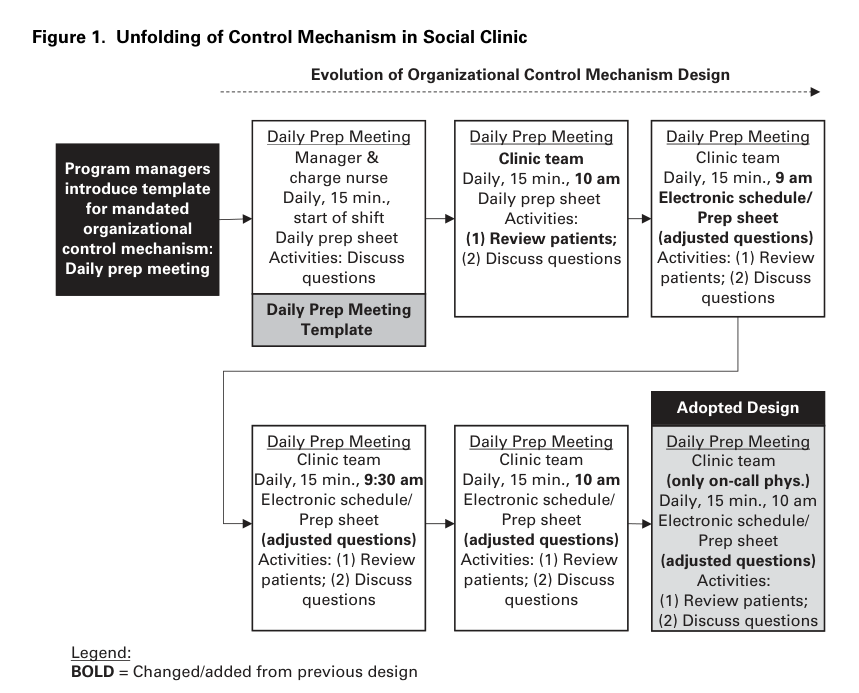 Figure 1. Unfolding of Control Mechanism in Social Clinic
Evolution of Organizational Control Mechanism Design
Program managers
introduce template
for mandated
organizational
control mechanism:
Daily prep meeting
Daily Prep Meeting
Manager &
charge nurse
Daily, 15 min.,
start of shift
Daily prep sheet
Activities: Discuss
questions
Daily Prep Meeting
Template
Daily Prep Meeting
Clinic team
Daily, 15 min., 10 am
Daily prep sheet
Activities:
(1) Review patients;
(2) Discuss questions
Daily Prep Meeting
Clinic team
Daily, 15 min., 9 am
Electronic schedule/
Prep sheet
(adjusted questions)
Activities: (1) Review
patients; (2) Discuss
questions
Daily Prep Meeting
Clinic team
Daily, 15 min., 9:30 am
Electronic schedule/
Prep sheet
(adjusted questions)
Activities: (1) Review
patients; (2) Discuss
questions
Daily Prep Meeting
Clinic team
Daily, 15 min., 10 am
Electronic schedule/
Prep sheet
(adjusted questions)
Activities: (1) Review
patients; (2) Discuss
questions
Adopted Design
Daily Prep Meeting
Clinic team
(only on-call phys.)
Daily, 15 min., 10 am
Electronic schedule/
Prep sheet
(adjusted questions)
Activities:
(1) Review patients;
(2) Discuss questions
Legend:
BOLD = Changed/added from previous design